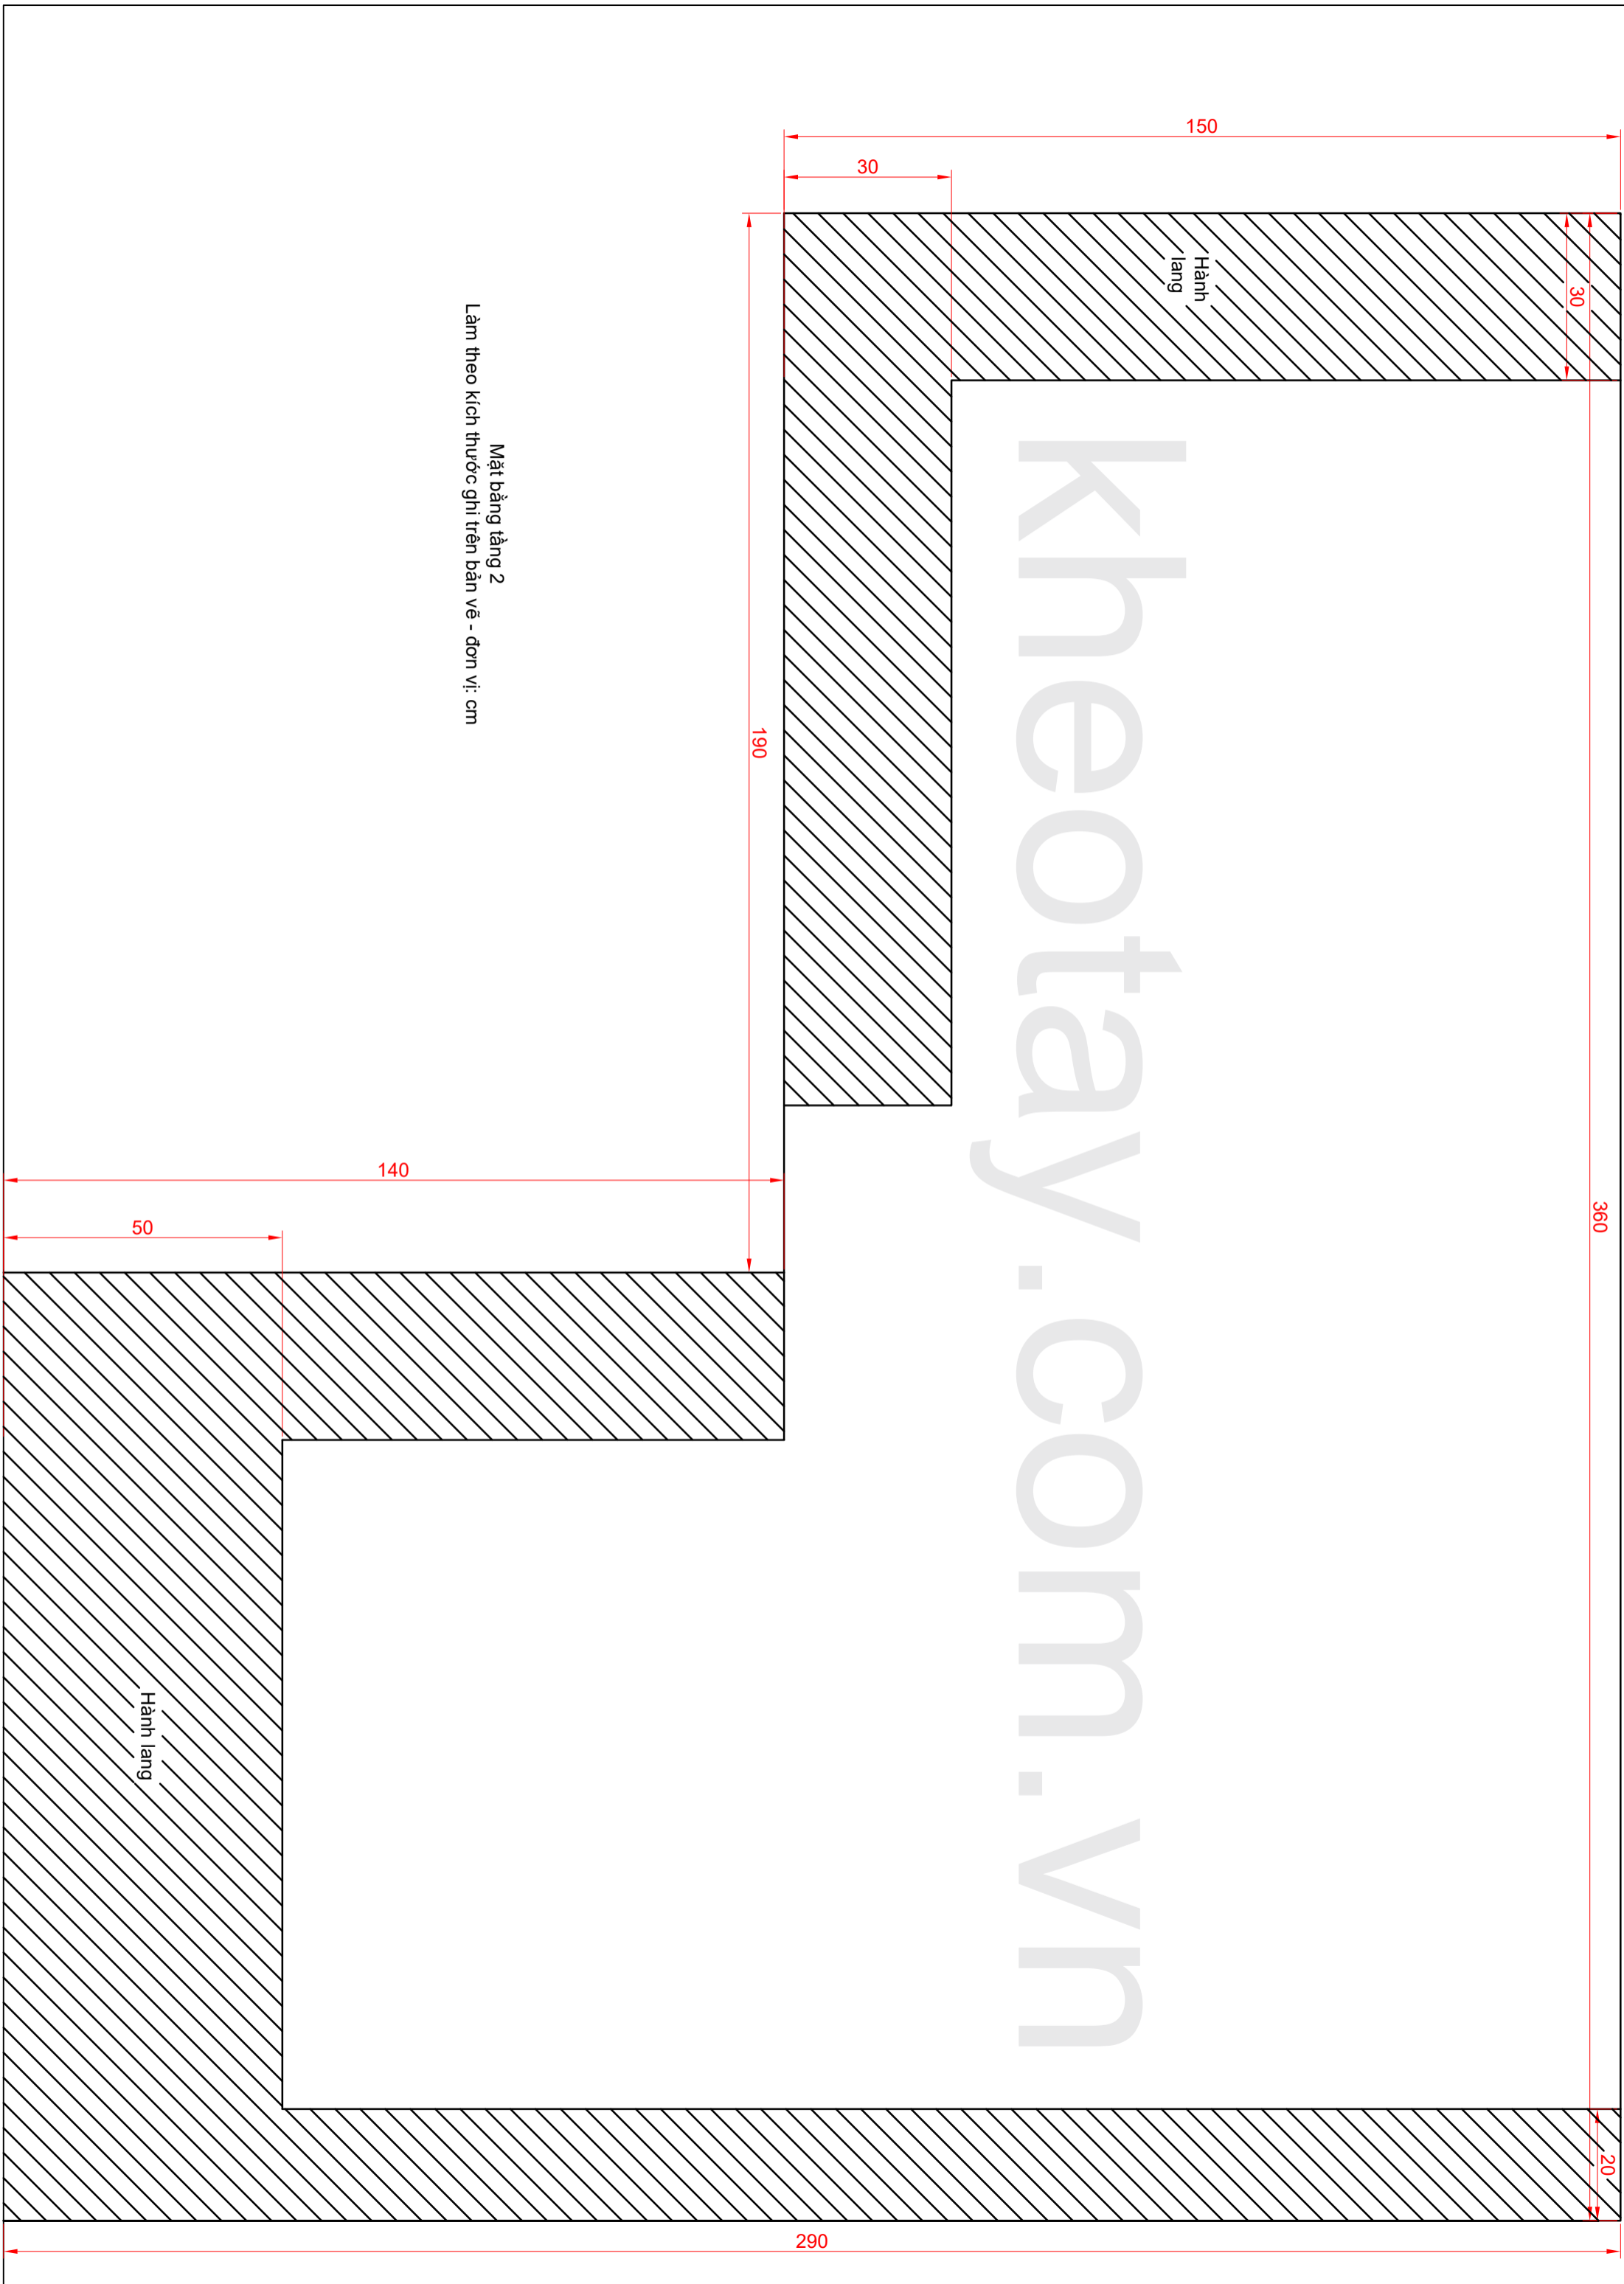 150
30
30
Hành
lang
360
190
Mặt bằng tầng 2
Làm theo kích thước ghi trên bản vẽ - đơn vị: cm
kheotay.com.vn
140
50
Hành lang
20
290